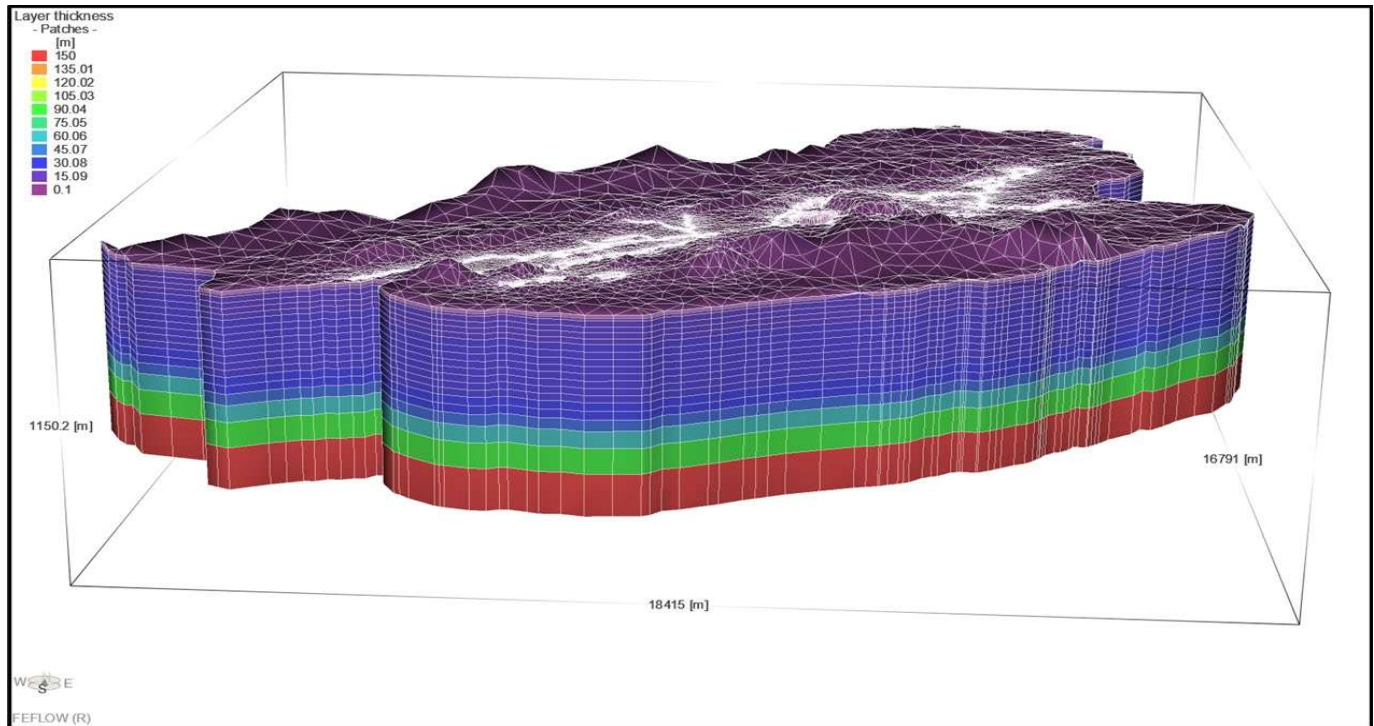 Layer thickness
- Patches -
[m]
150
135.01
120.02
105.03
90.04
75.05
60.06
45.07
30.08
15.09
0.1
1150.2 [m]
16791 [m]
18415 [m]
W S E
FEFLOW (R)